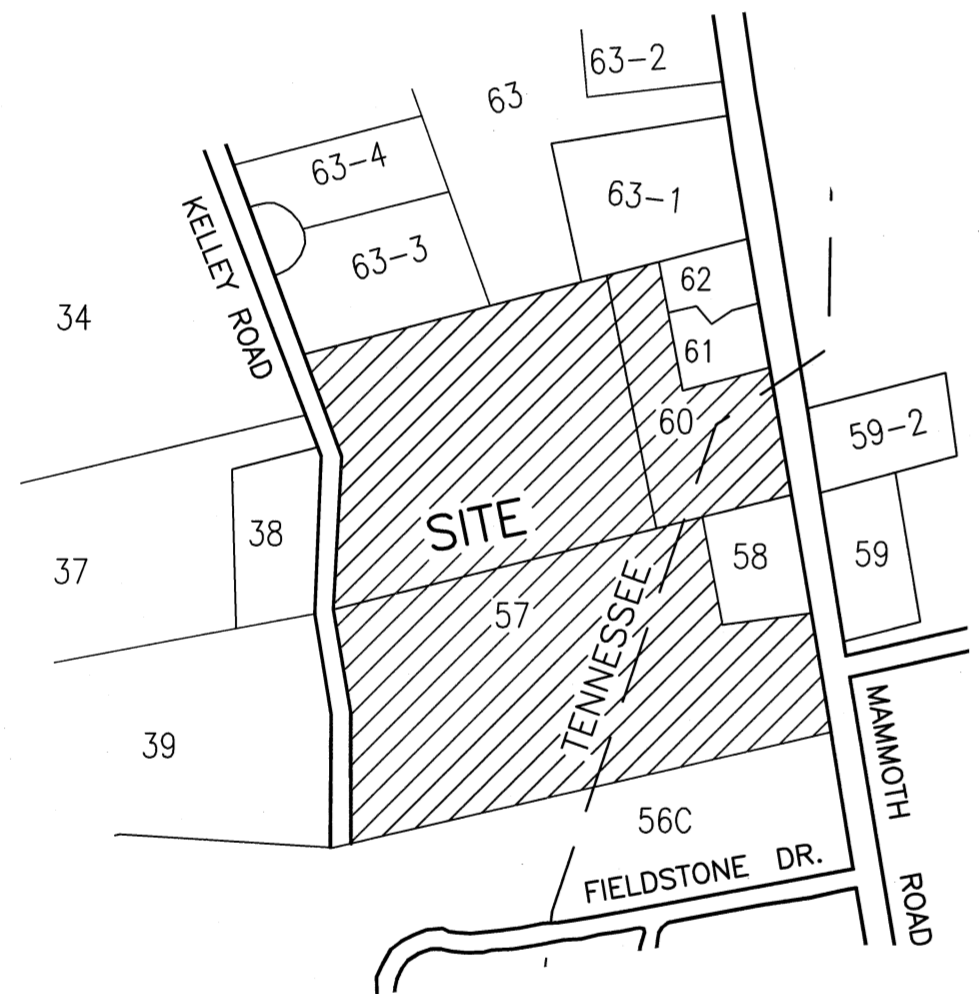 63-2
63
63-4
63-1
KELLEY ROAD
63-3
62
34
61
60
59-2
SITE
38
58
59
37
57
TENNESSEE
MAMMOTH ROAD
39
56C
FIELDSTONE DR.